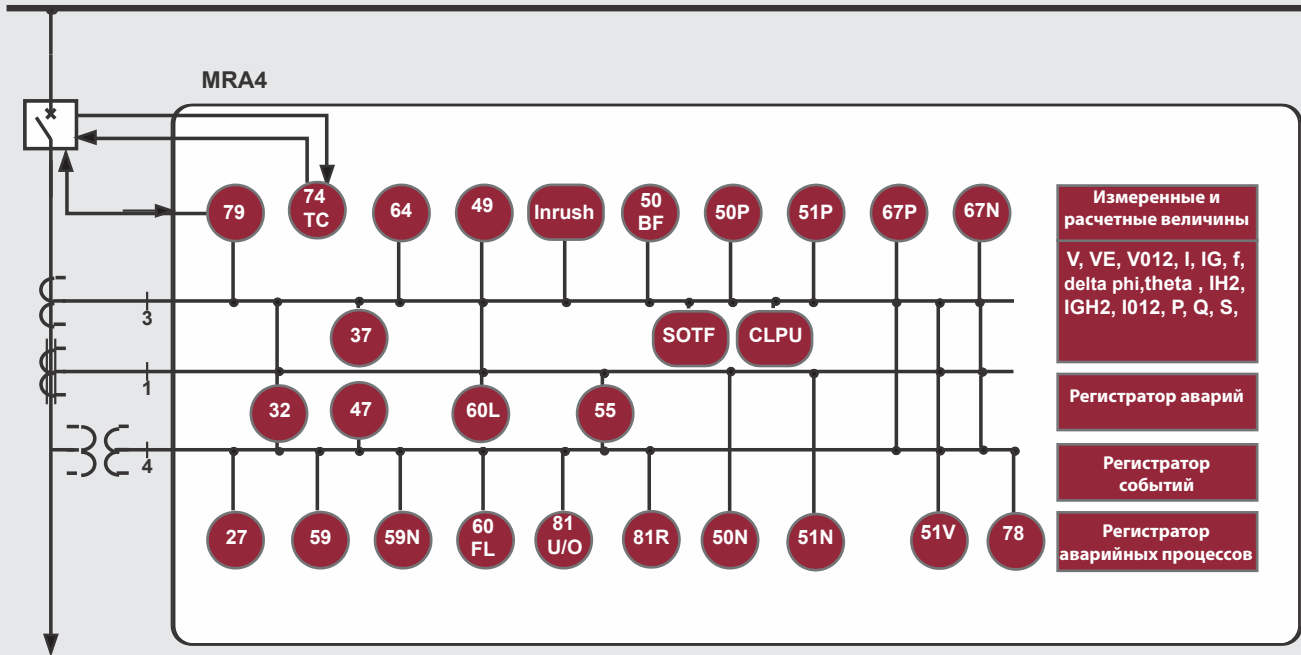 MRA4
79
74
TC
64
49
Inrush
50
BF
50P
51P
67P
67N
Измеренные и
расчетные величины
V, VE, V012, I, IG, f,
delta phi,theta , IH2,
IGH2, I012, P, Q, S,
3
37
SOTF
CLPU
1
32
47
60L
55
Регистратор аварий
4
Регистратор
событий
27
59
59N
60
FL
81
U/O
81R
50N
51N
51V
78
Регистратор
аварийных процессов